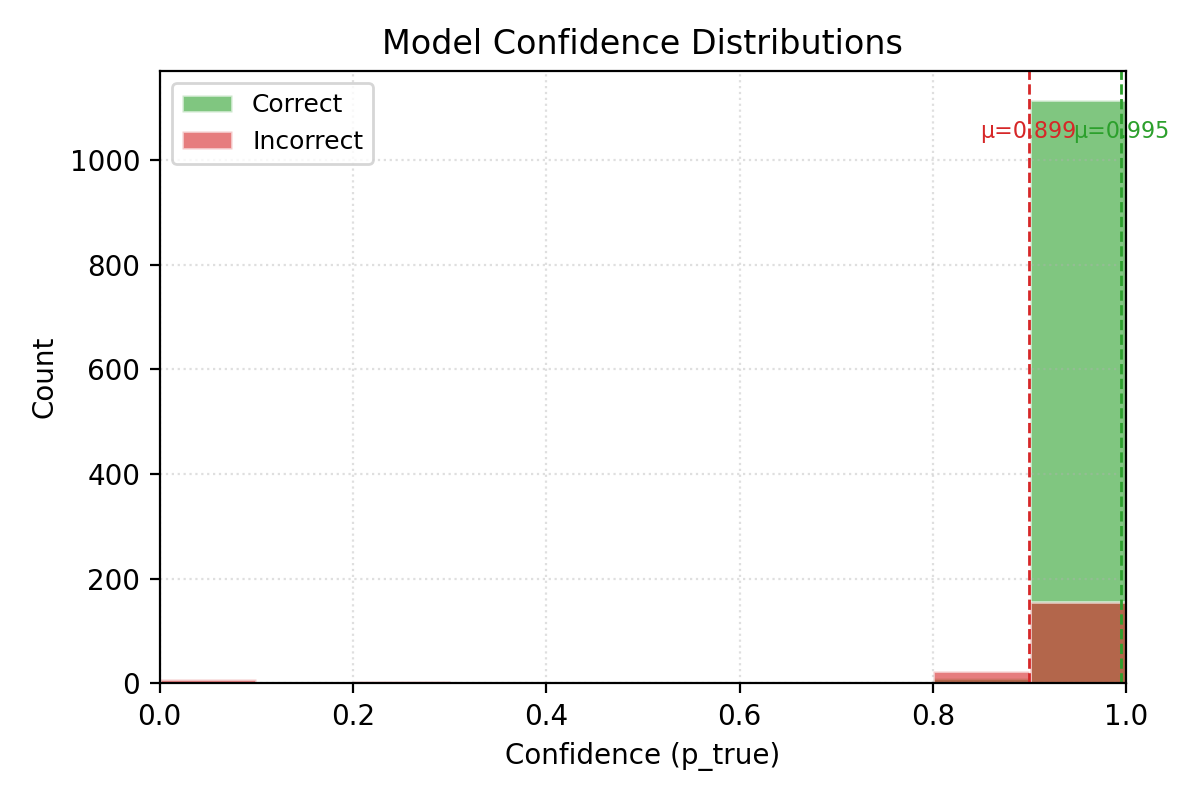 Model Confidence Distributions
Correct
Incorrect
μ=0.899
μ=0.995
Count
1000
800
600
400
200
0
0.0
0.2
0.4
0.6
0.8
1.0
Confidence (p_true)